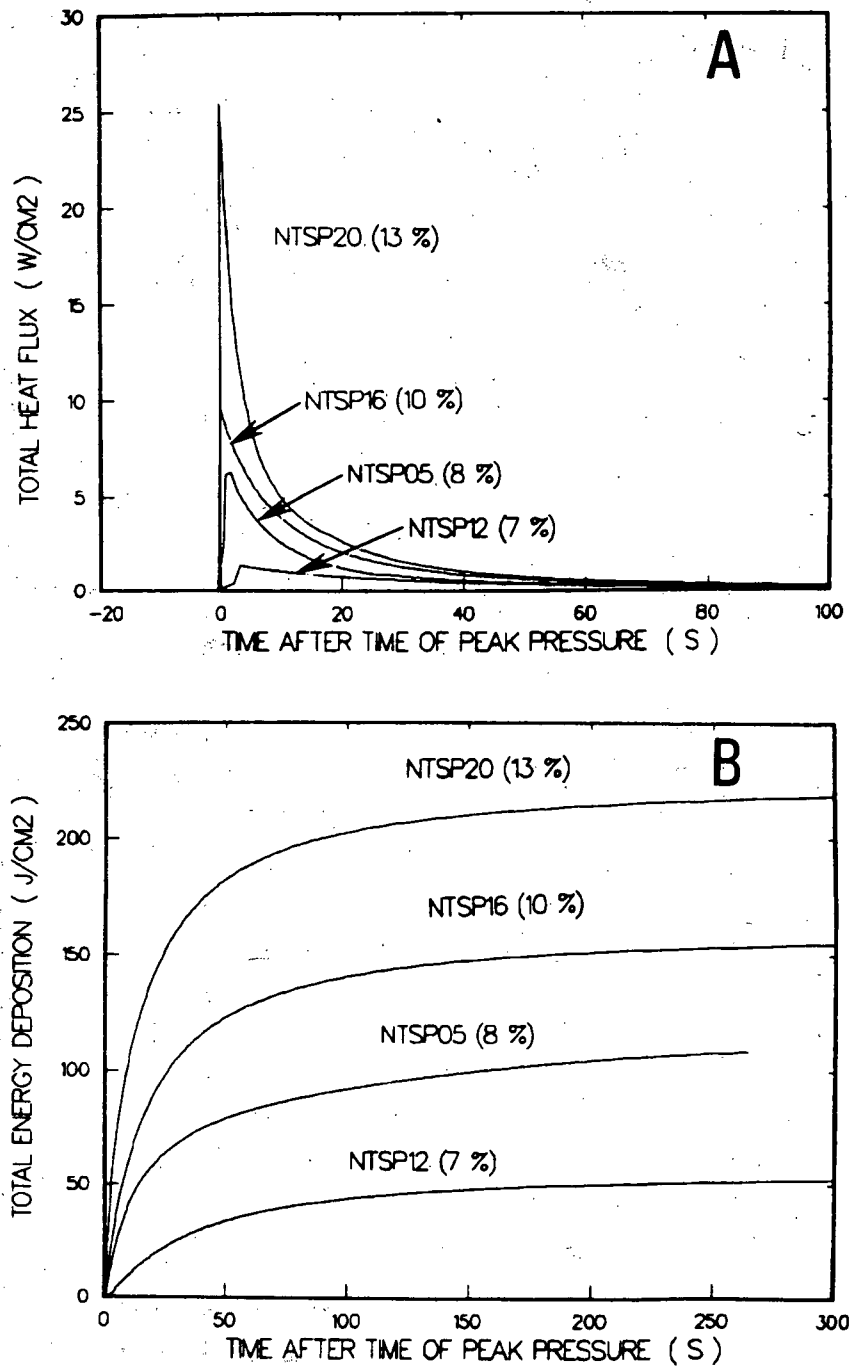 A
30
25
20
15
10
5
0
TOTAL HEAT FLUX ( W/CM2 )
NTSP20 (13 %)
NTSP16 (10 %)
NTSP05 (8 %)
NTSP12 (7 %)
-20 0 20 40 60 80 100
TIME AFTER TIME OF PEAK PRESSURE ( S )
B
250
200
150
100
50
0
TOTAL ENERGY DEPOSITION ( J/CM2 )
NTSP20 (13 %)
NTSP16 (10 %)
NTSP05 (8 %)
NTSP12 (7 %)
0 50 100 150 200 250 300
TIME AFTER TIME OF PEAK PRESSURE ( S )